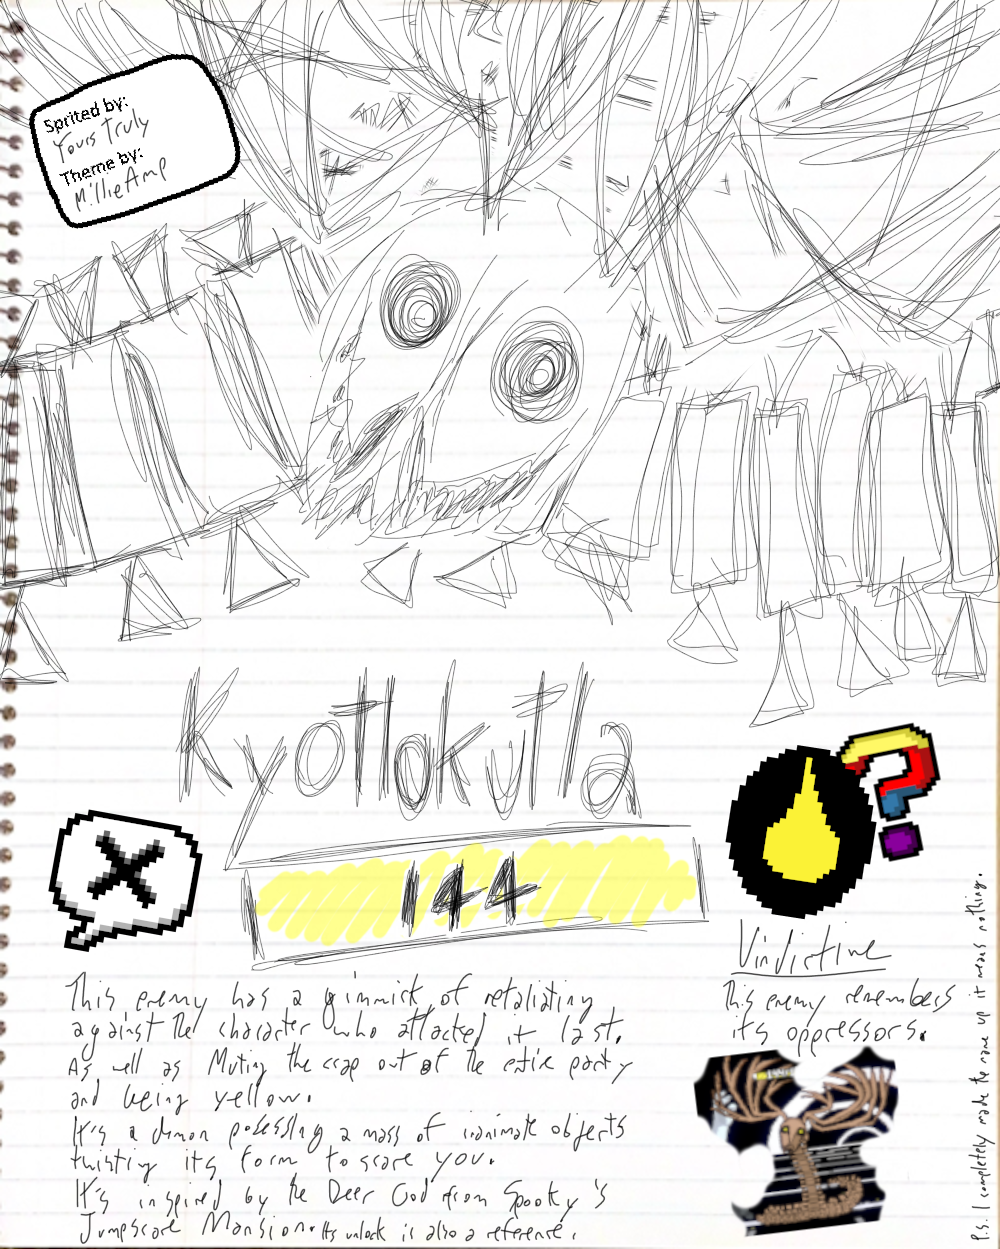 Sprited by:
Yours Truly
Theme by:
MillieAmp
Kyotlokutla
144
This enemy has a gimmick of retaliating
against the character who attacked it last.
As well as Muting the crap out of the entire party
and being yellow.
It's a demon posessing a mass of inanimate objects
twisting its form to scare you.
It's inspired by the Deer God from Spooky's
Jumpscare Mansion. Its unlock is also a reference.
Vindictive
This enemy remembers
its oppressors.
P.s. I completely made the name up it means nothing.